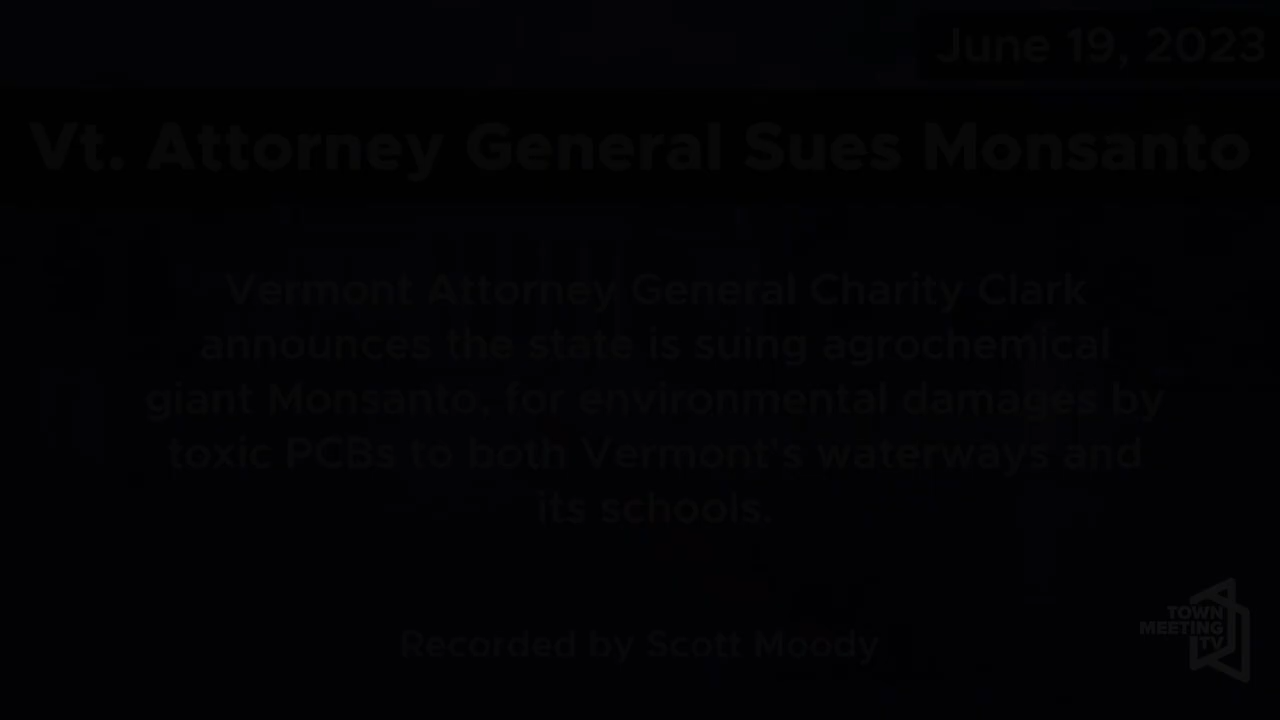 June 19, 2023
Vt. Attorney General Sues Monsanto
Vermont Attorney General Charity Clark
announces the state is suing agrochemical
giant Monsanto, for environmental damages by
toxic PCBs to both Vermont's waterways and
its schools.
Recorded by Scott Moody
TOWN
MEETING
TV